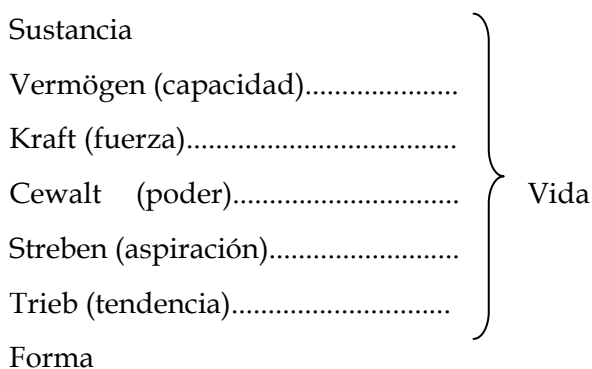 Sustancia
Vermögen (capacidad).....................
Kraft (fuerza).....................................
Cewalt (poder)...............................
Vida
Streben (aspiración)..........................
Trieb (tendencia)..............................
Forma